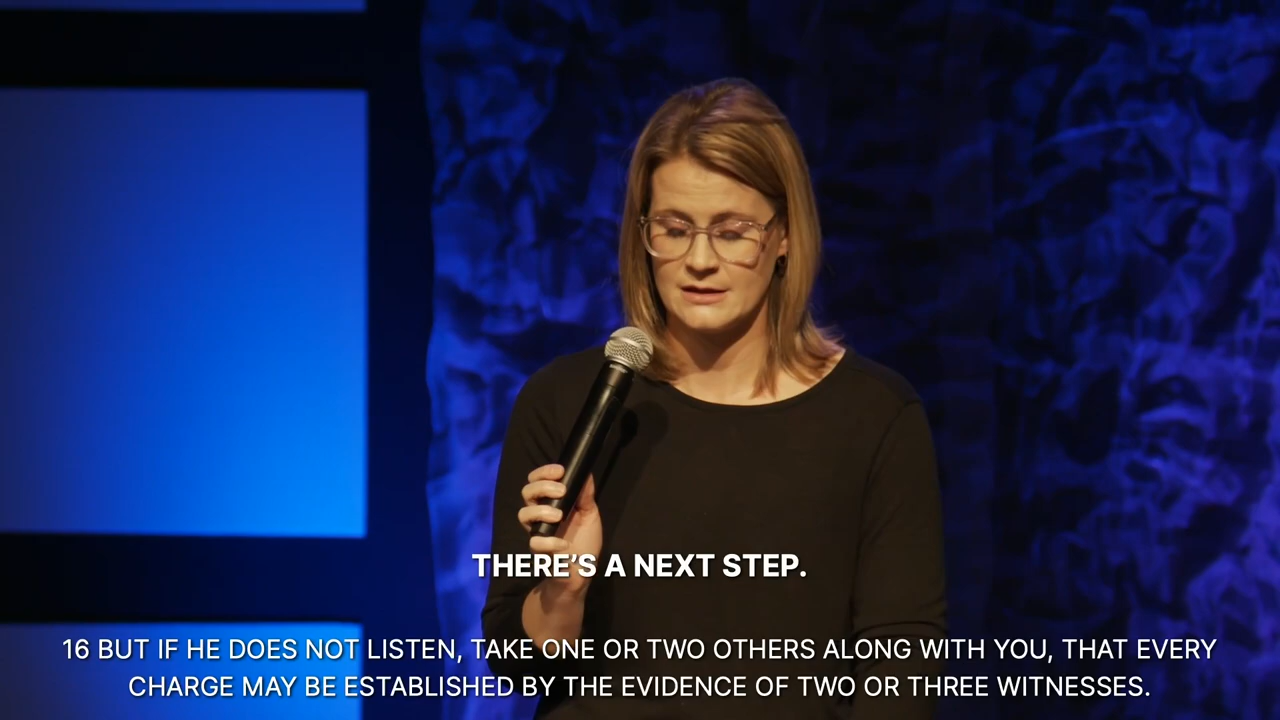 THERE’S A NEXT STEP.
16 BUT IF HE DOES NOT LISTEN, TAKE ONE OR TWO OTHERS ALONG WITH YOU, THAT EVERY
CHARGE MAY BE ESTABLISHED BY THE EVIDENCE OF TWO OR THREE WITNESSES.